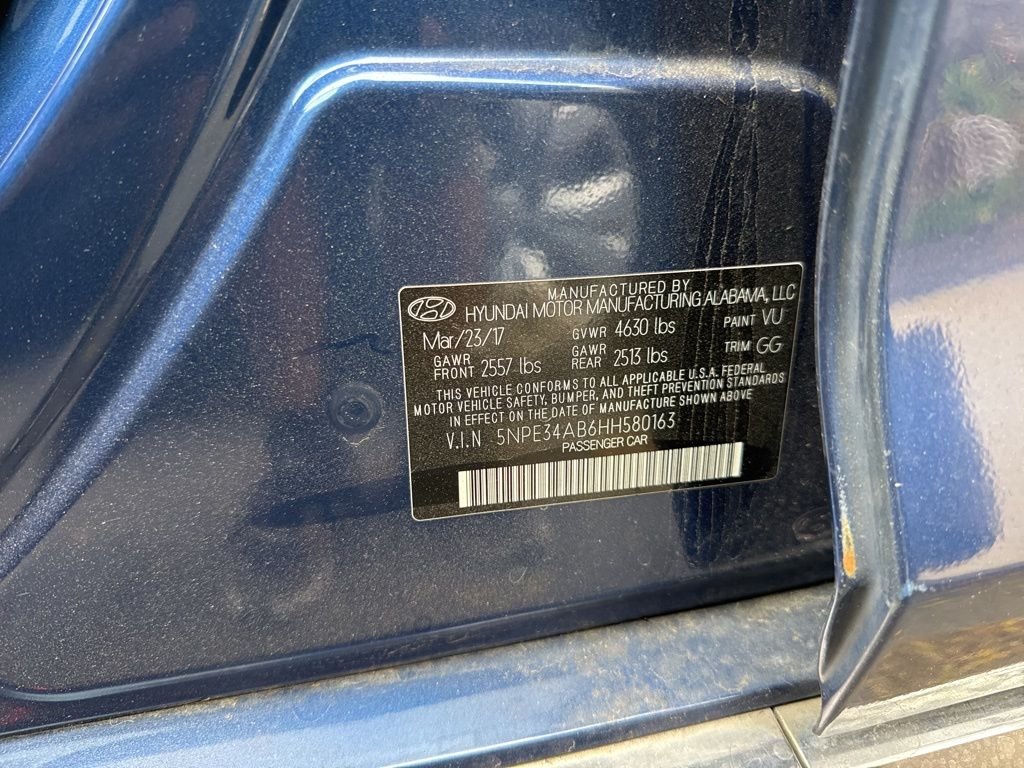 MANUFACTURED BY
HYUNDAI MOTOR MANUFACTURING ALABAMA, LLC
Mar/23/17 GVWR 4630 lbs PAINT VU
GAWR FRONT 2557 lbs GAWR REAR 2513 lbs TRIM GG
THIS VEHICLE CONFORMS TO ALL APPLICABLE U.S.A. FEDERAL
MOTOR VEHICLE SAFETY, BUMPER, AND THEFT PREVENTION STANDARDS
IN EFFECT ON THE DATE OF MANUFACTURE SHOWN ABOVE
V.I.N 5NPE34AB6HH580163
PASSENGER CAR